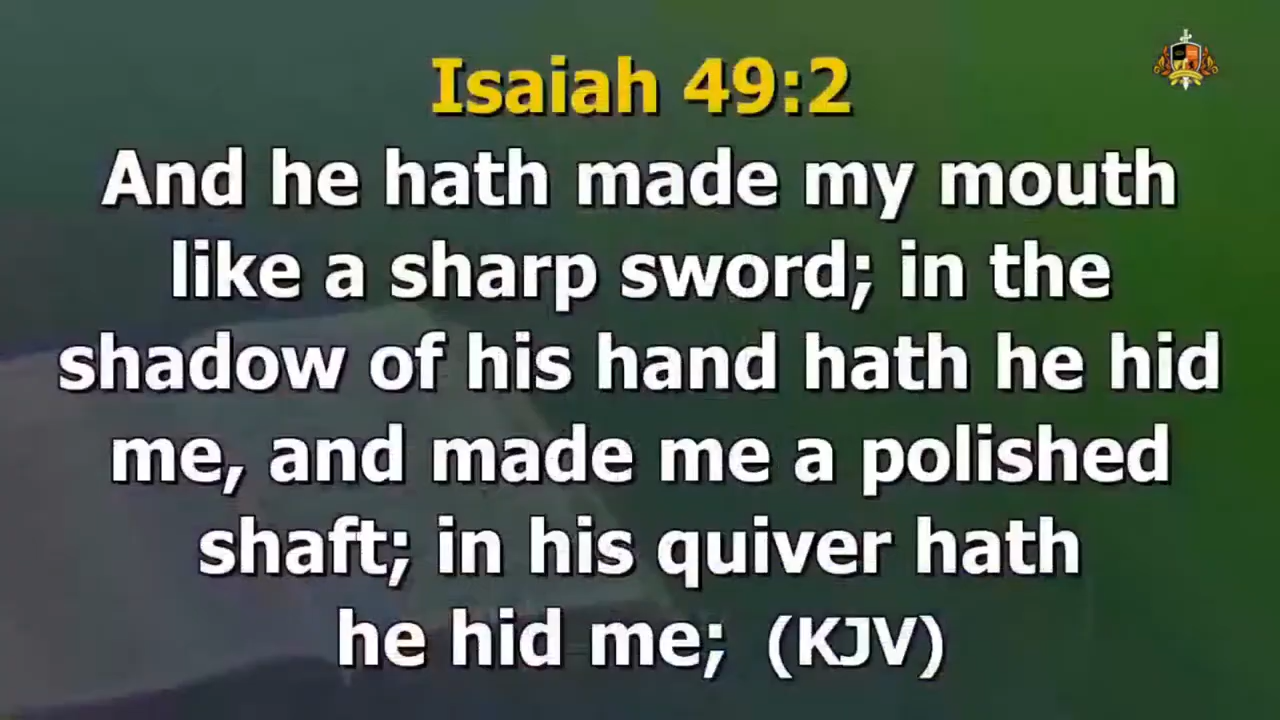 Isaiah 49:2
And he hath made my mouth
like a sharp sword; in the
shadow of his hand hath he hid
me, and made me a polished
shaft; in his quiver hath
he hid me; (KJV)